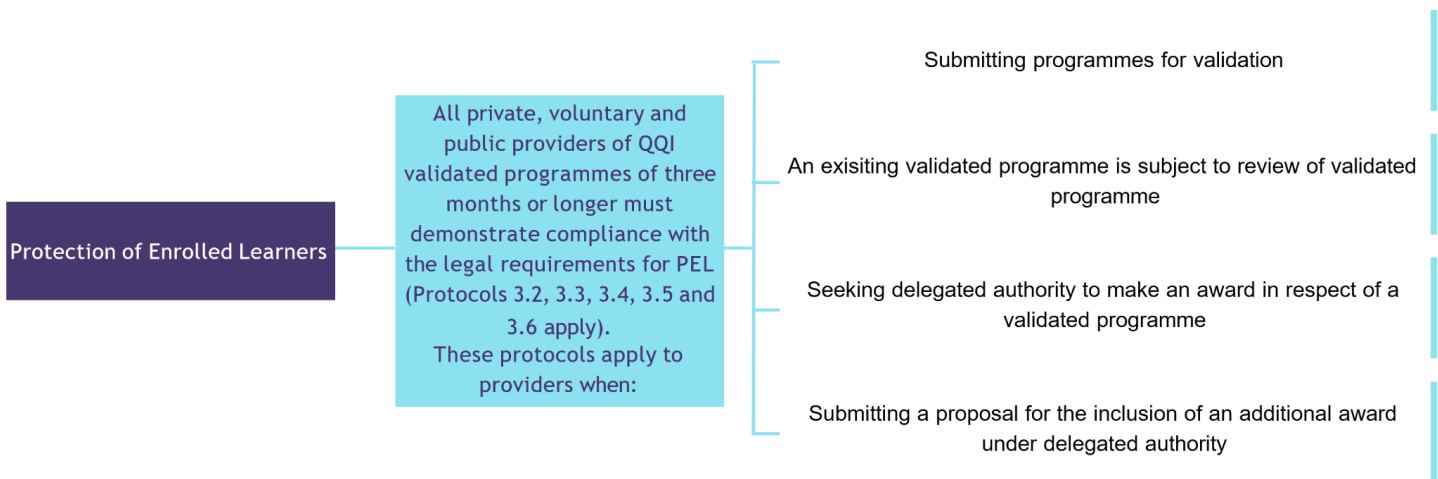 Protection of Enrolled Learners
All private, voluntary and
public providers of QQI
validated programmes of three
months or longer must
demonstrate compliance with
the legal requirements for PEL
(Protocols 3.2, 3.3, 3.4, 3.5 and
3.6 apply).
These protocols apply to
providers when:
Submitting programmes for validation
An exisiting validated programme is subject to review of validated
programme
Seeking delegated authority to make an award in respect of a
validated programme
Submitting a proposal for the inclusion of an additional award
under delegated authority